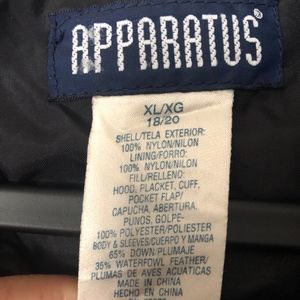 APPARATUS®
XL/XG
18/20
SHELL/TELA EXTERIOR:
100% NYLON/NILON
LINING/FORRO:
100% NYLON/NILON
FILL/RELLENO:
HOOD, PLACKET, CUFF,
POCKET FLAP/
CAPUCHA, ABERTURA,
PUNOS, GOLPE-
100% POLYESTER/POLIESTER
BODY & SLEEVES/CUERPO Y MANGA
65% DOWN/PLUMAJE
35% WATERFOWL FEATHER/
PLUMAS DE AVES ACUATICAS
MADE IN CHINA
HECHO EN CHINA